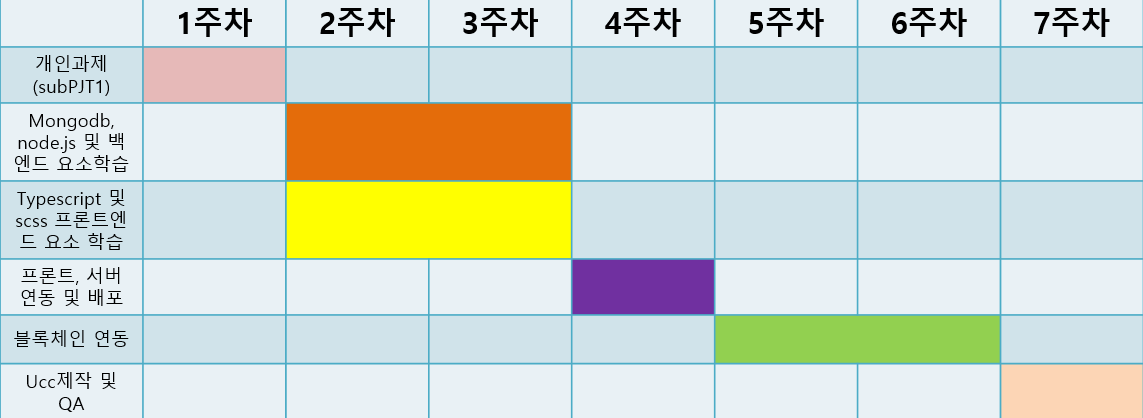 1주차 2주차 3주차 4주차 5주차 6주차 7주차
개인과제
(subPJT1)
Mongodb,
node.js 및 백
엔드 요소학습
Typescript 및
scss 프론트엔
드 요소 학습
프론트, 서버
연동 및 배포
블록체인 연동
Ucc제작 및
QA